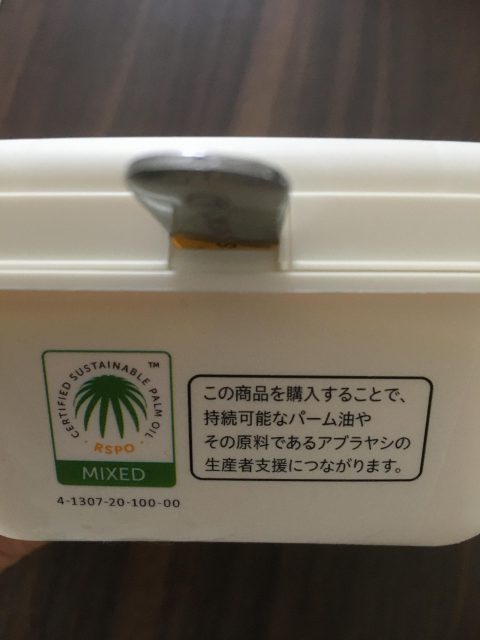 CERTIFIED SUSTAINABLE PALM OIL TM
RSPO
MIXED
4-1307-20-100-00
この商品を購入することで、
持続可能なパーム油や
その原料であるアブラヤシの
生産者支援につながります。